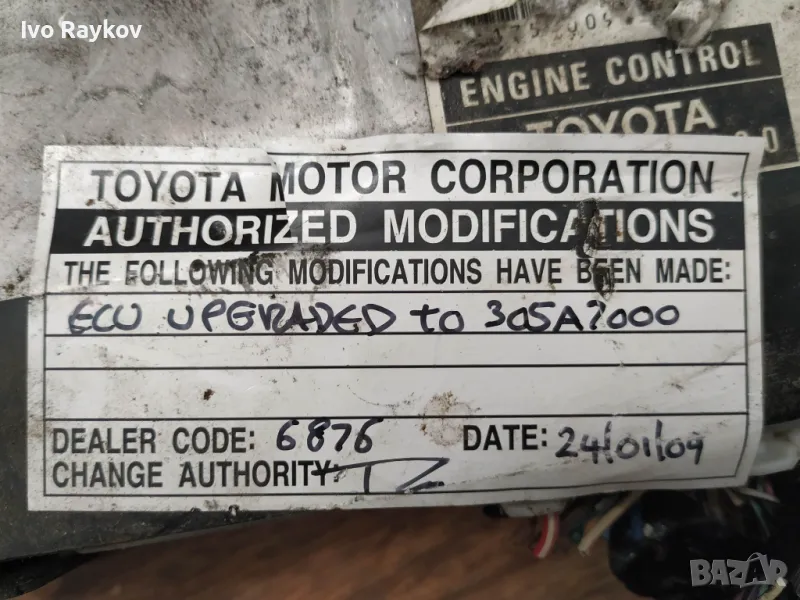 Ivo Raykov
ENGINE CONTROL
TOYOTA
TOYOTA MOTOR CORPORATION
AUTHORIZED MODIFICATIONS
THE FOLLOWING MODIFICATIONS HAVE BEEN MADE:
ECU UPGRADED to 305A7000
DEALER CODE: 6876 DATE: 24/01/09
CHANGE AUTHORITY:
BAZAR